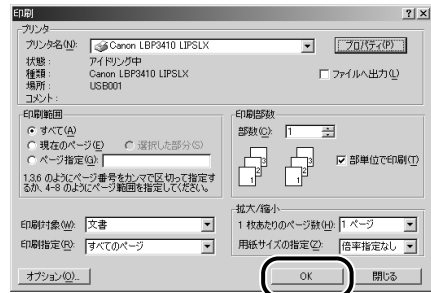 印刷
プリンタ
プリンタ名(N): Canon LBP3410 LIPSLX プロパティ(P)
状態： アイドリング中
種類： Canon LBP3410 LIPSLX
場所： USB001
コメント：
ファイルへ出力(L)
印刷範囲
すべて(A)
現在のページ(E) 選択した部分(S)
ページ指定(G):
1,3,6 のようにページ番号をカンマで区切って指定す
るか、4-8 のようにページ範囲を指定してください。
印刷部数
部数(C): 1
部単位で印刷(T)
印刷対象(W): 文書
印刷指定(R): すべてのページ
拡大/縮小
1 枚あたりのページ数(H): 1 ページ
用紙サイズの指定(Z): 倍率指定なし
オプション(O)... OK 閉じる